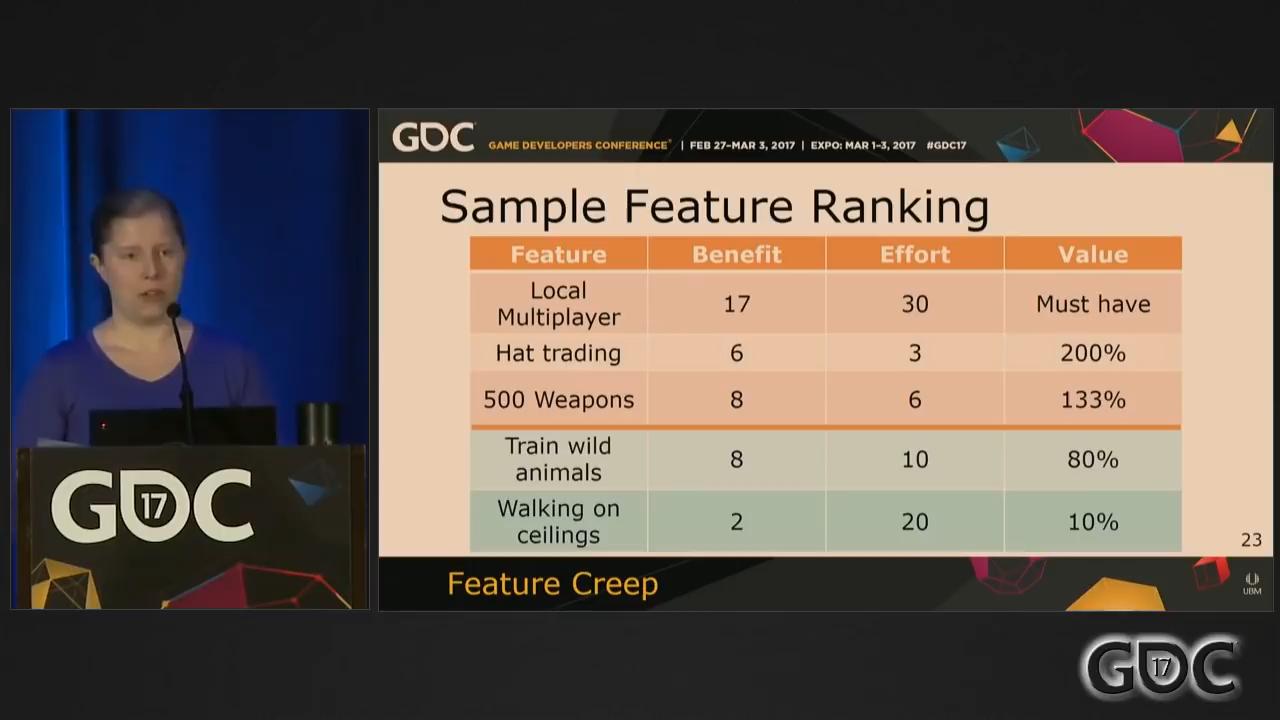 GDC
GAME DEVELOPERS CONFERENCE® | FEB 27–MAR 3, 2017 | EXPO: MAR 1–3, 2017 #GDC17
Sample Feature Ranking
Feature Benefit Effort Value
Local
Multiplayer 17 30 Must have
Hat trading 6 3 200%
500 Weapons 8 6 133%
Train wild
animals 8 10 80%
Walking on
ceilings 2 20 10%
23
Feature Creep
UBM
GDC 17
GDC 17